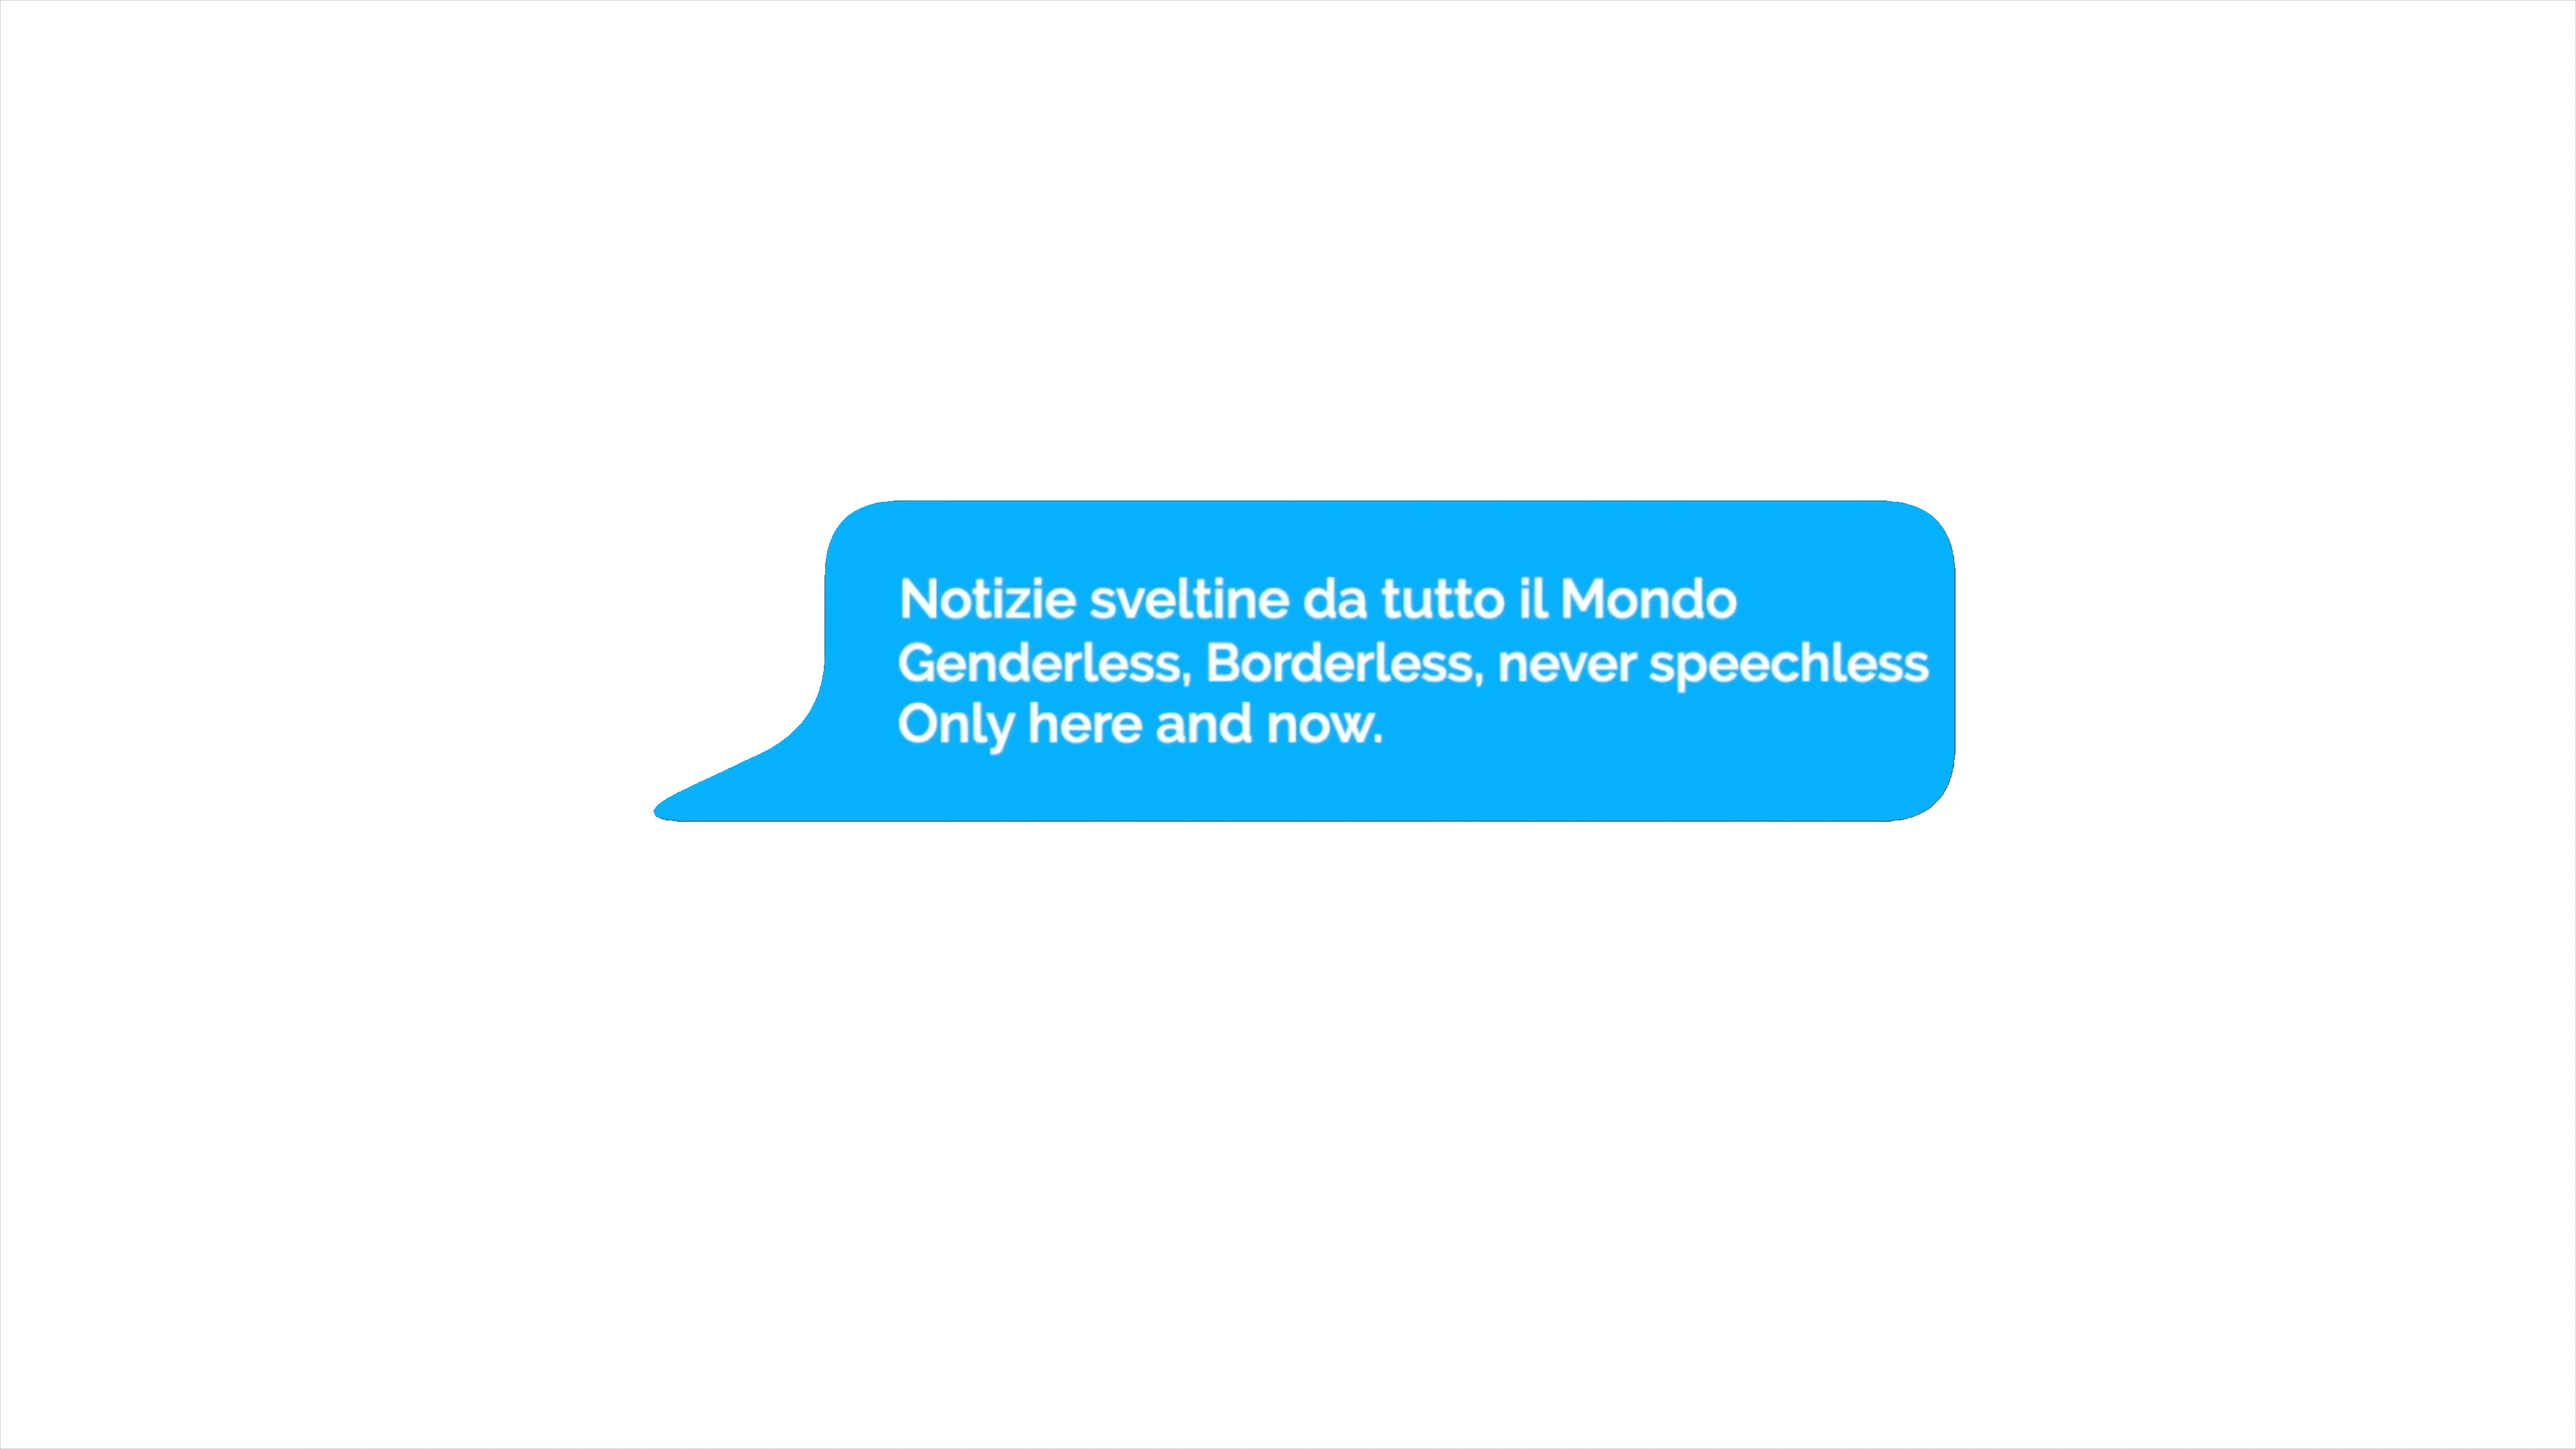 Notizie sveltine da tutto il Mondo
Genderless, Borderless, never speechless
Only here and now.